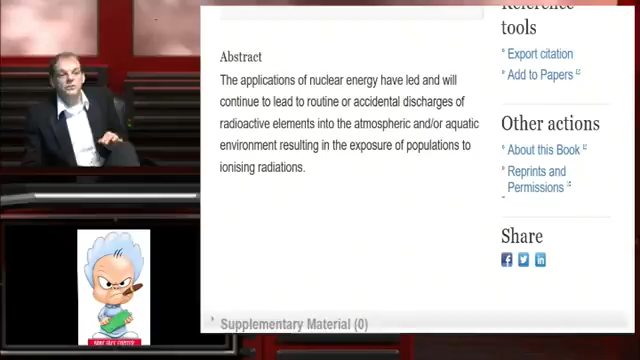 Reference
tools
Export citation
Add to Papers
Abstract
The applications of nuclear energy have led and will
continue to lead to routine or accidental discharges of
radioactive elements into the atmospheric and/or aquatic
environment resulting in the exposure of populations to
ionising radiations.
Other actions
About this Book
Reprints and
Permissions
Share
Supplementary Material (0)